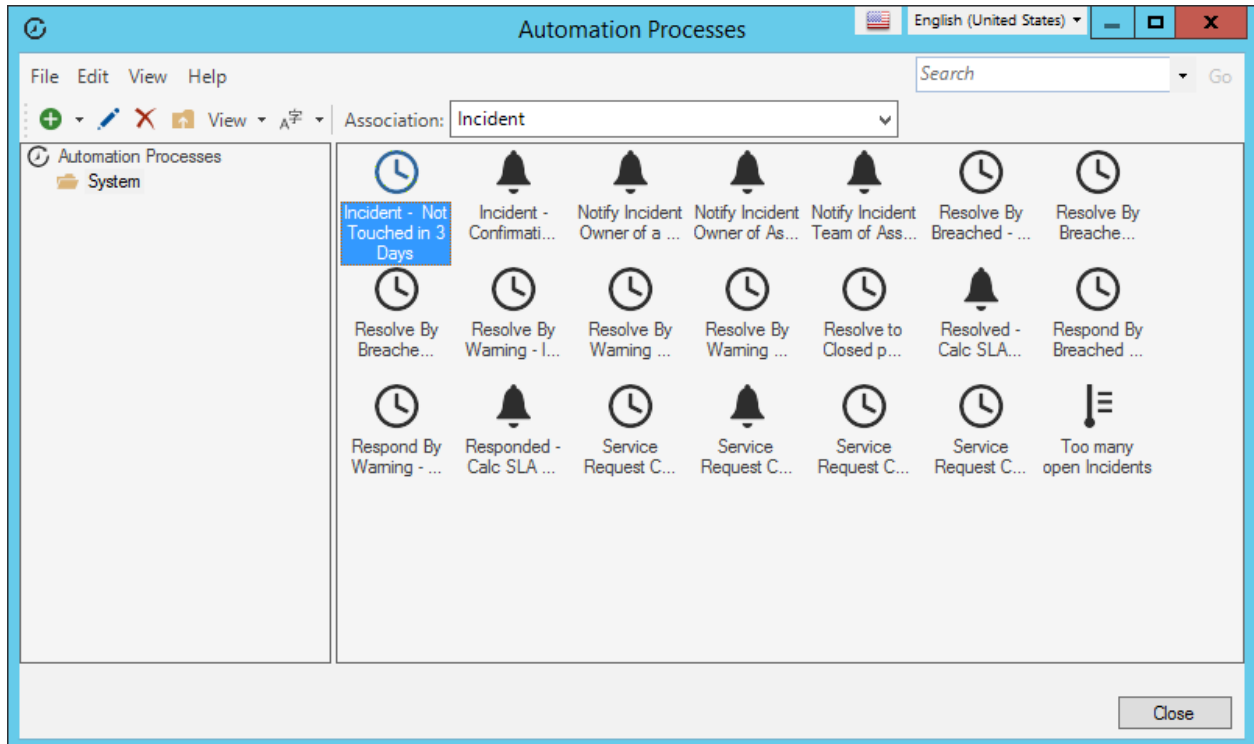 Automation Processes
English (United States)
File Edit View Help
Search
Go
View
A字
Association: Incident
Automation Processes
System
Incident - Not Touched in 3 Days
Incident - Confirmati...
Notify Incident Owner of a ...
Notify Incident Owner of As...
Notify Incident Team of Ass...
Resolve By Breached - ...
Resolve By Breache...
Resolve By Breache...
Resolve By Warning - I...
Resolve By Warning ...
Resolve By Warning ...
Resolve to Closed p...
Resolved - Calc SLA...
Respond By Breached ...
Respond By Warning - ...
Responded - Calc SLA ...
Service Request C...
Service Request C...
Service Request C...
Service Request C...
Too many open Incidents
Close